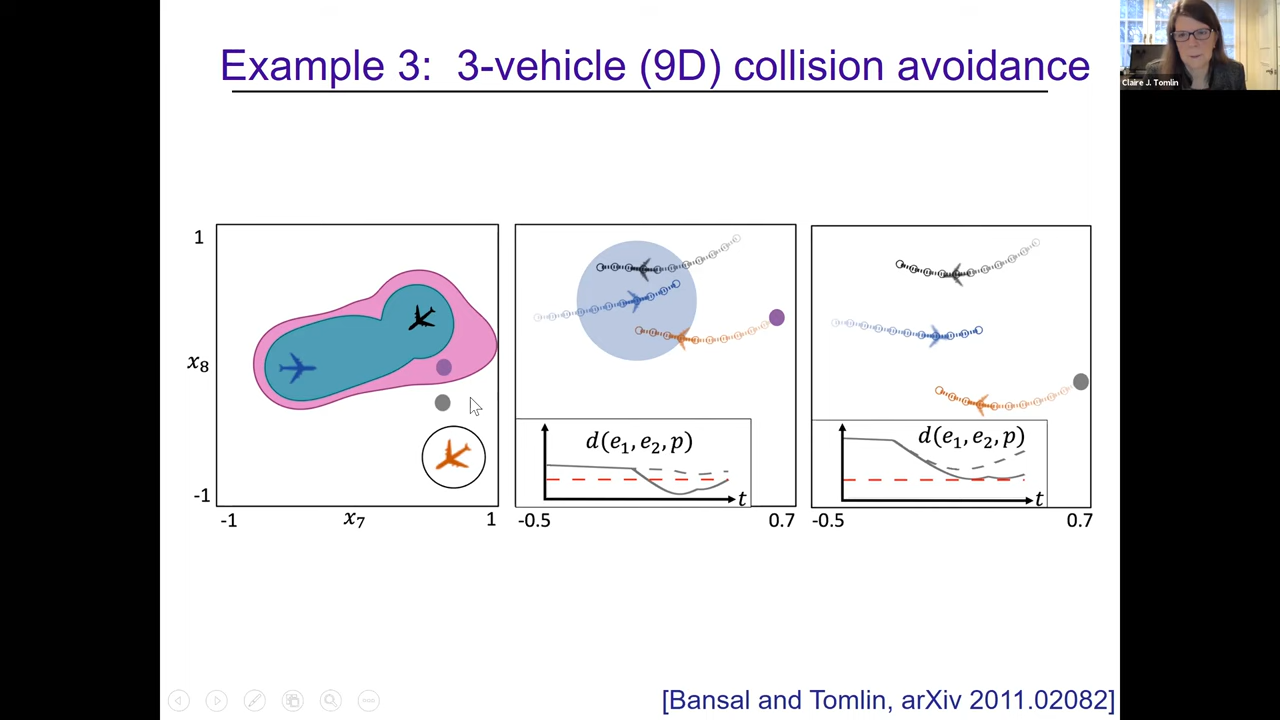 Example 3: 3-vehicle (9D) collision avoidance
Claire J. Tomlin
1
x₈
-1
-1
x₇
1
d(e₁, e₂, p)
t
-0.5
0.7
d(e₁, e₂, p)
t
-0.5
0.7
[Bansal and Tomlin, arXiv 2011.02082]